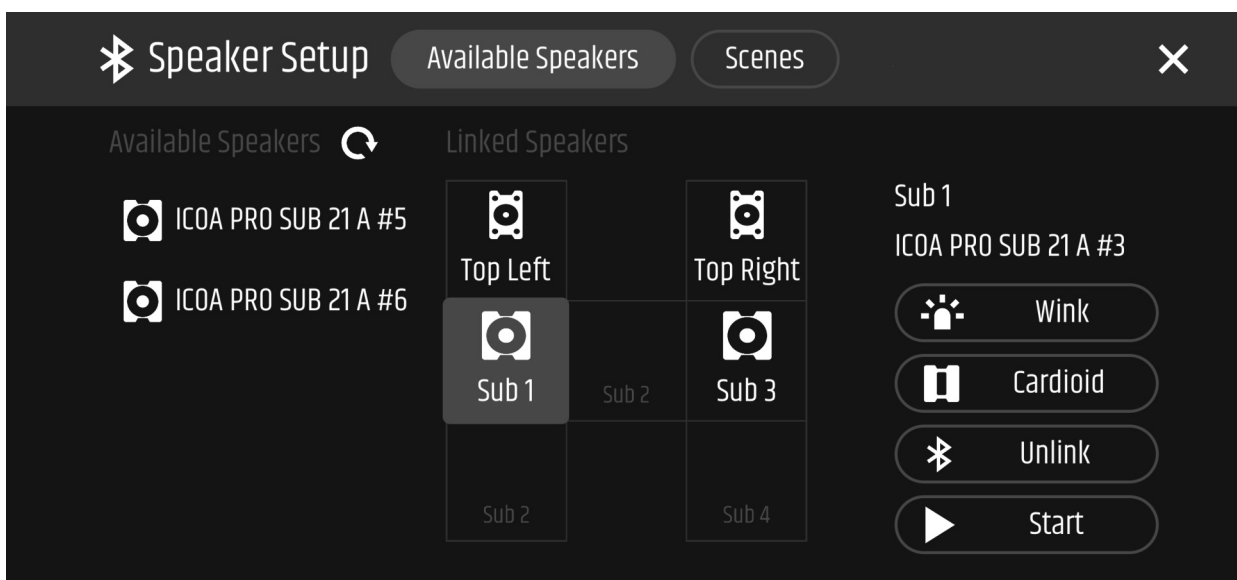 Speaker Setup Available Speakers Scenes
Available Speakers Linked Speakers
ICOA PRO SUB 21 A #5
ICOA PRO SUB 21 A #6
Top Left Top Right
Sub 1 Sub 2 Sub 3
Sub 2 Sub 4
Sub 1
ICOA PRO SUB 21 A #3
Wink
Cardioid
Unlink
Start